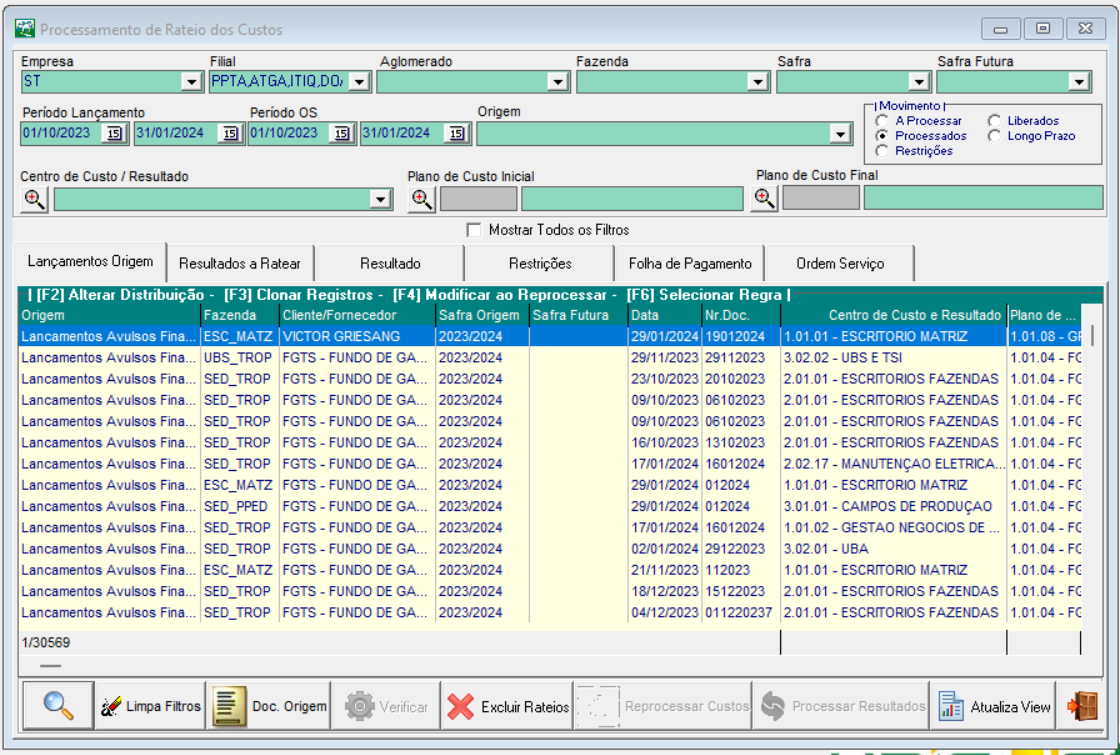 Processamento de Rateio dos Custos
Empresa Filial Aglomerado Fazenda Safra Safra Futura
ST PPTA,ATGA,ITIQ,DO
Período Lançamento Período OS Origem | Movimento |
01/10/2023 15 31/01/2024 15 01/10/2023 15 31/01/2024 15
A Processar Liberados
Processados Longo Prazo
Restrições
Centro de Custo / Resultado Plano de Custo Inicial Plano de Custo Final
Mostrar Todos os Filtros
Lançamentos Origem Resultados a Ratear Resultado Restrições Folha de Pagamento Ordem Serviço
| [F2] Alterar Distribuição - [F3] Clonar Registros - [F4] Modificar ao Reprocessar - [F6] Selecionar Regra |
Origem Fazenda Cliente/Fornecedor Safra Origem Safra Futura Data Nr.Doc. Centro de Custo e Resultado Plano de ...
Lancamentos Avulsos Fina... ESC_MATZ VICTOR GRIESANG 2023/2024 29/01/2024 19012024 1.01.01 - ESCRITORIO MATRIZ 1.01.08 - GF
Lancamentos Avulsos Fina... UBS_TROP FGTS - FUNDO DE GA... 2023/2024 29/11/2023 29112023 3.02.02 - UBS E TSI 1.01.04 - FG
Lancamentos Avulsos Fina... SED_TROP FGTS - FUNDO DE GA... 2023/2024 23/10/2023 20102023 2.01.01 - ESCRITORIOS FAZENDAS 1.01.04 - FG
Lancamentos Avulsos Fina... SED_TROP FGTS - FUNDO DE GA... 2023/2024 09/10/2023 06102023 2.01.01 - ESCRITORIOS FAZENDAS 1.01.04 - FG
Lancamentos Avulsos Fina... SED_TROP FGTS - FUNDO DE GA... 2023/2024 09/10/2023 06102023 2.01.01 - ESCRITORIOS FAZENDAS 1.01.04 - FG
Lancamentos Avulsos Fina... SED_TROP FGTS - FUNDO DE GA... 2023/2024 16/10/2023 13102023 2.01.01 - ESCRITORIOS FAZENDAS 1.01.04 - FG
Lancamentos Avulsos Fina... SED_TROP FGTS - FUNDO DE GA... 2023/2024 17/01/2024 16012024 2.02.17 - MANUTENÇAO ELETRICA... 1.01.04 - FG
Lancamentos Avulsos Fina... ESC_MATZ FGTS - FUNDO DE GA... 2023/2024 29/01/2024 012024 1.01.01 - ESCRITORIO MATRIZ 1.01.04 - FG
Lancamentos Avulsos Fina... SED_PPED FGTS - FUNDO DE GA... 2023/2024 29/01/2024 012024 3.01.01 - CAMPOS DE PRODUÇAO 1.01.04 - FG
Lancamentos Avulsos Fina... SED_TROP FGTS - FUNDO DE GA... 2023/2024 17/01/2024 16012024 1.01.02 - GESTAO NEGOCIOS DE ... 1.01.04 - FG
Lancamentos Avulsos Fina... SED_TROP FGTS - FUNDO DE GA... 2023/2024 02/01/2024 29122023 3.02.01 - UBA 1.01.04 - FG
Lancamentos Avulsos Fina... ESC_MATZ FGTS - FUNDO DE GA... 2023/2024 21/11/2023 112023 1.01.01 - ESCRITORIO MATRIZ 1.01.04 - FG
Lancamentos Avulsos Fina... SED_TROP FGTS - FUNDO DE GA... 2023/2024 18/12/2023 15122023 2.01.01 - ESCRITORIOS FAZENDAS 1.01.04 - FG
Lancamentos Avulsos Fina... SED_TROP FGTS - FUNDO DE GA... 2023/2024 04/12/2023 011220237 2.01.01 - ESCRITORIOS FAZENDAS 1.01.04 - FG
1/30569
Limpa Filtros Doc. Origem Verificar Excluir Rateios Reprocessar Custos Processar Resultados Atualiza View